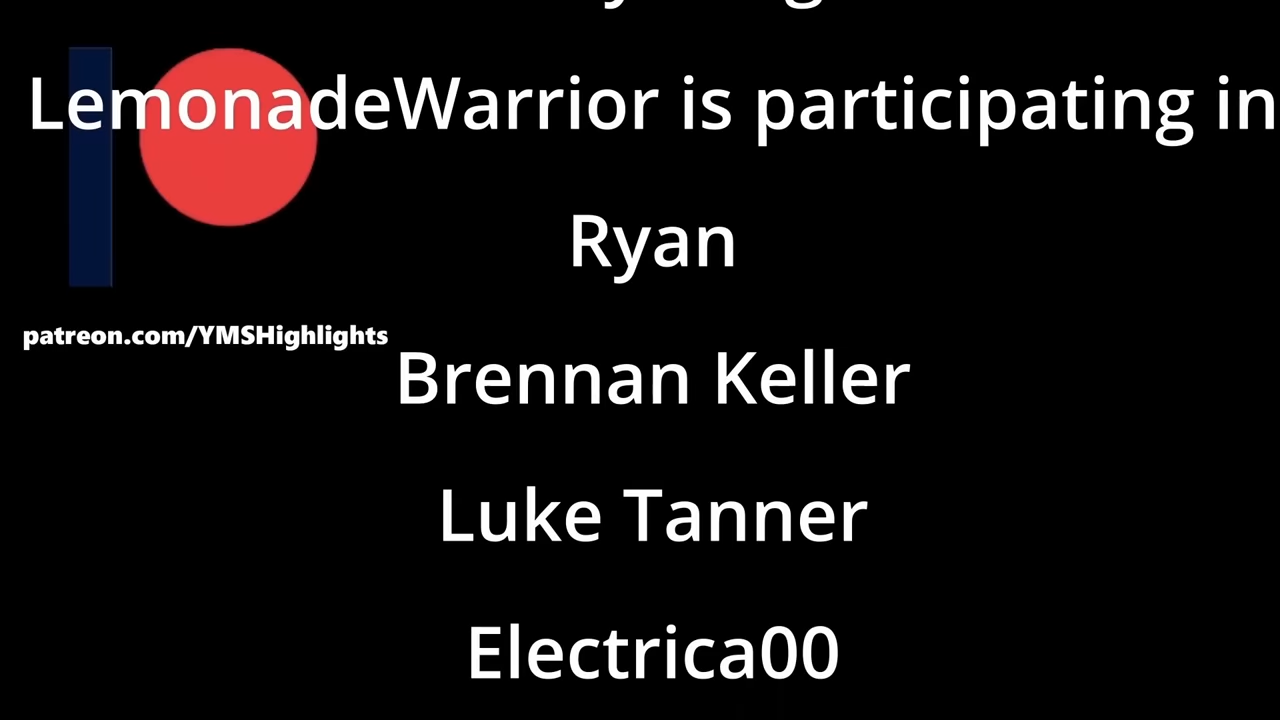 LemonadeWarrior is participating in
Ryan
patreon.com/YMSHighlights
Brennan Keller
Luke Tanner
Electrica00